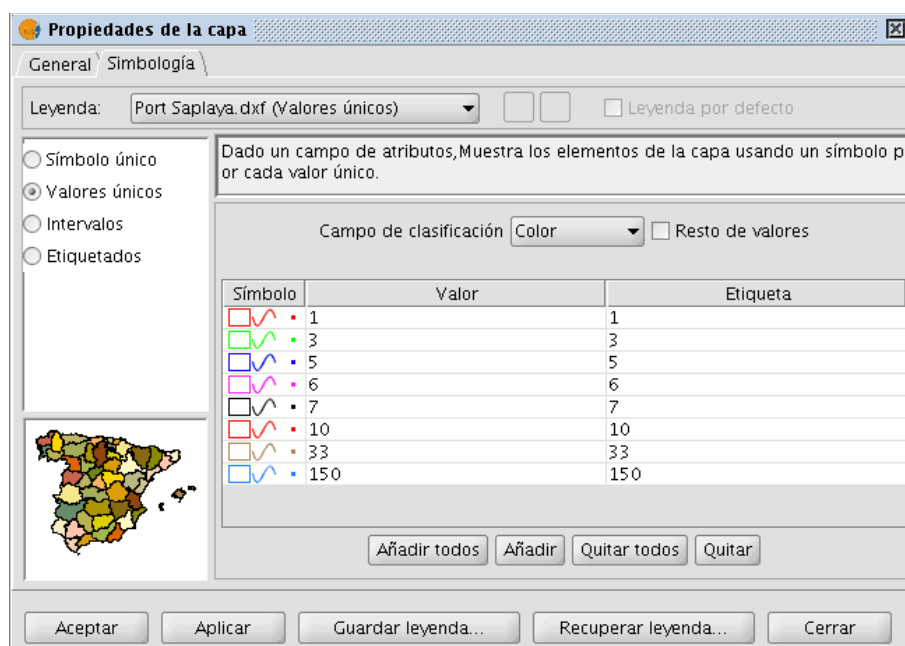 Propiedades de la capa
General Simbología
Leyenda: Port Saplaya.dxf (Valores únicos) Leyenda por defecto
Símbolo único
Valores únicos
Intervalos
Etiquetados
Dado un campo de atributos,Muestra los elementos de la capa usando un símbolo p
or cada valor único.
Campo de clasificación Color Resto de valores
Símbolo Valor Etiqueta
1 1
3 3
5 5
6 6
7 7
10 10
33 33
150 150
Añadir todos Añadir Quitar todos Quitar
Aceptar Aplicar Guardar leyenda... Recuperar leyenda... Cerrar